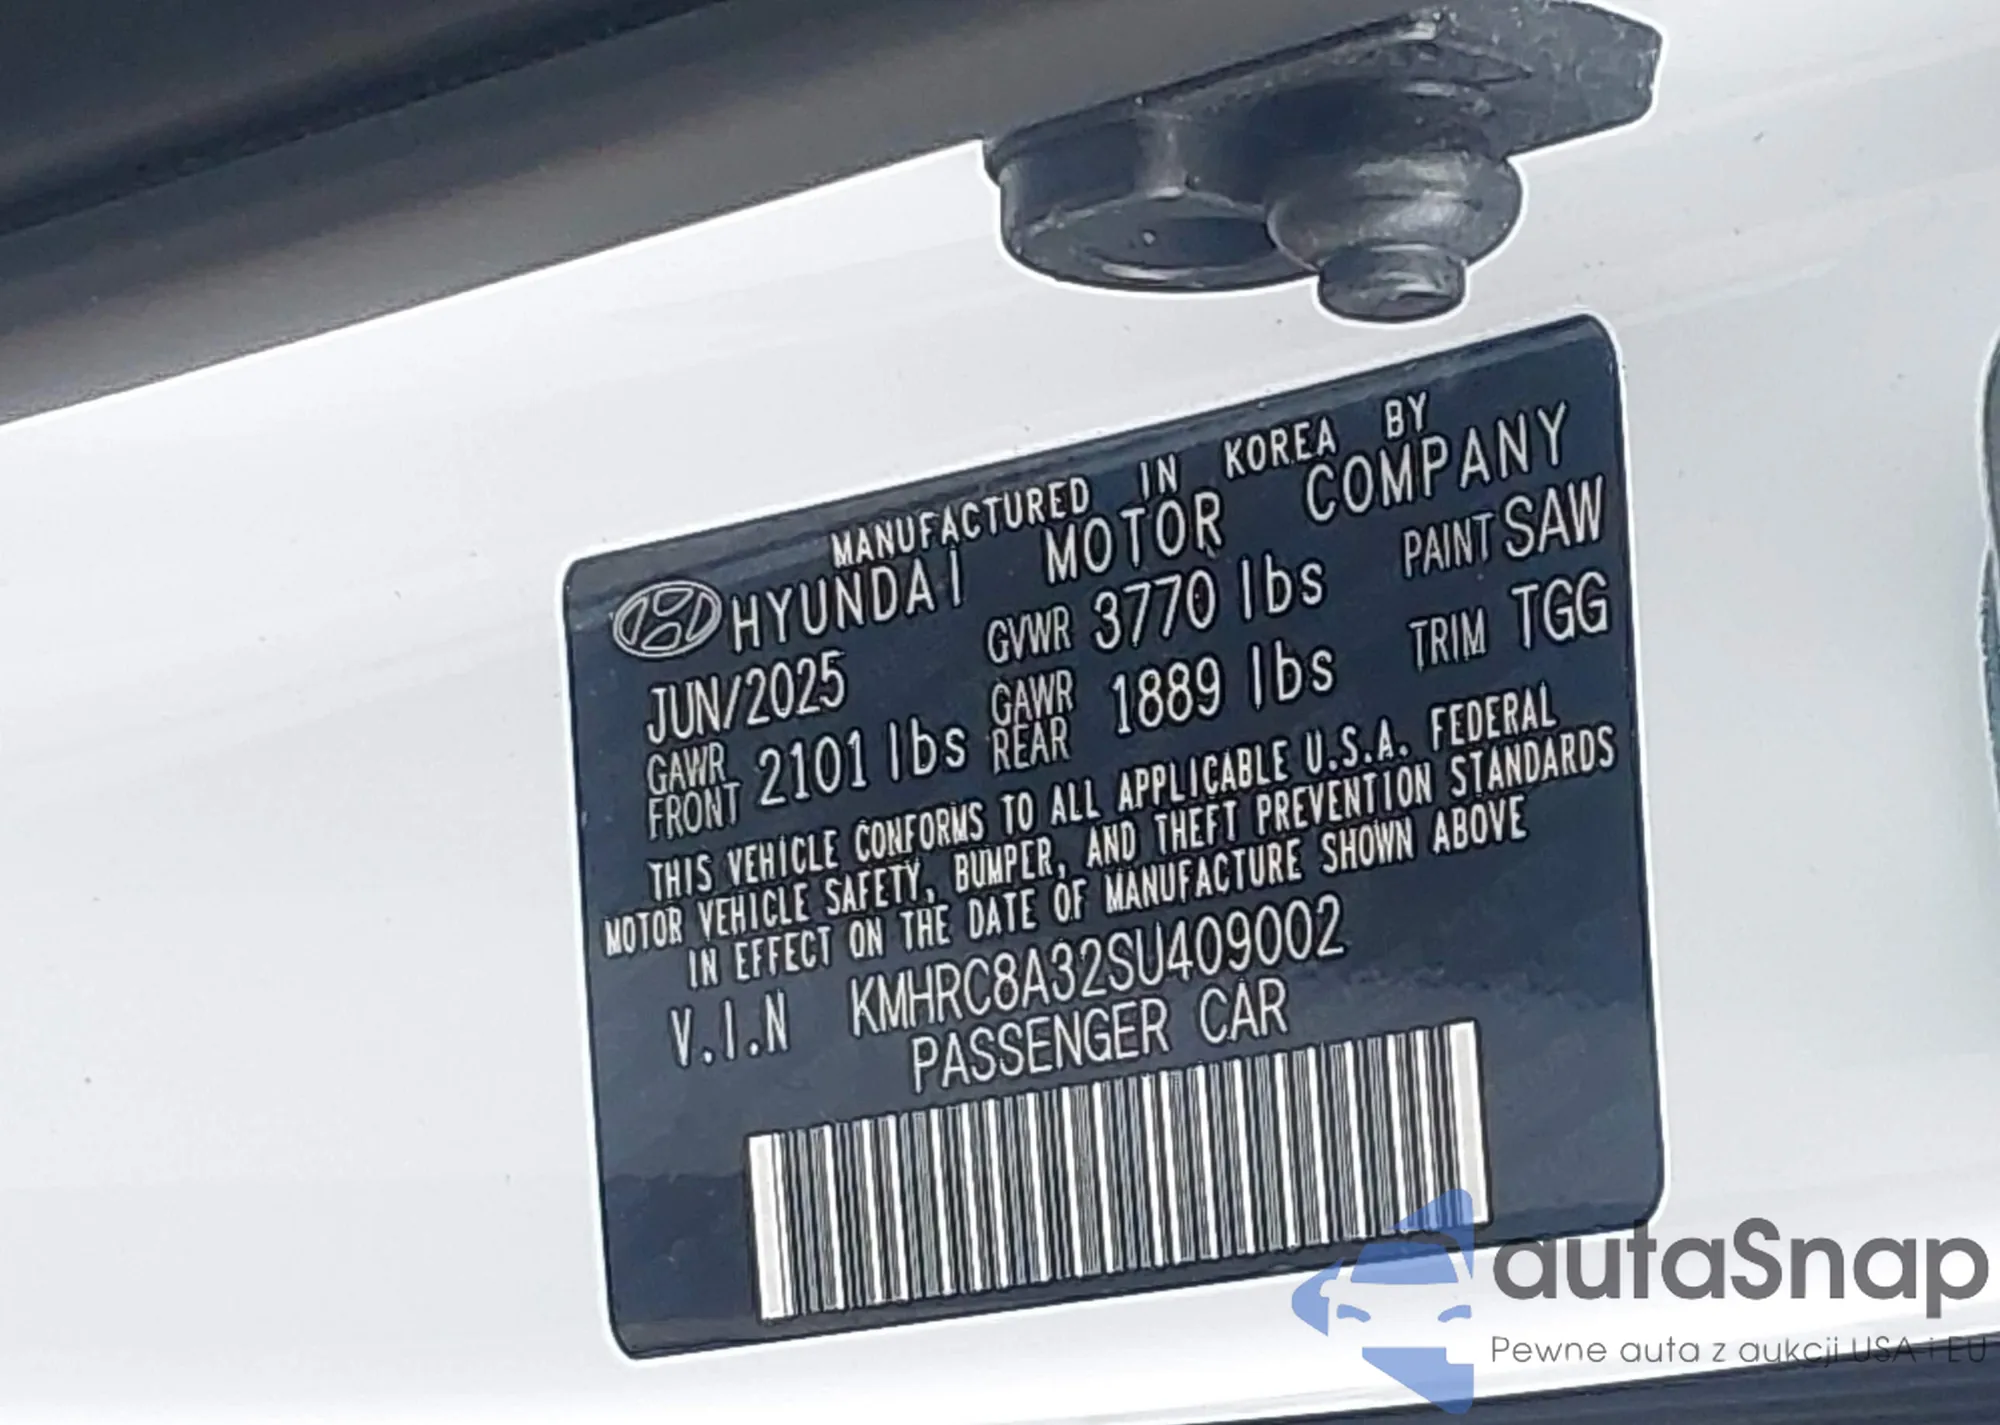 MANUFACTURED IN KOREA BY
HYUNDAI MOTOR COMPANY
JUN/2025 GVWR 3770 lbs PAINT SAW
GAWR FRONT 2101 lbs GAWR REAR 1889 lbs TRIM TGG
THIS VEHICLE CONFORMS TO ALL APPLICABLE U.S.A. FEDERAL
MOTOR VEHICLE SAFETY, BUMPER, AND THEFT PREVENTION STANDARDS
IN EFFECT ON THE DATE OF MANUFACTURE SHOWN ABOVE
V.I.N KMHRC8A32SU409002
PASSENGER CAR
autaSnap
Pewne auta z aukcji USA i EU